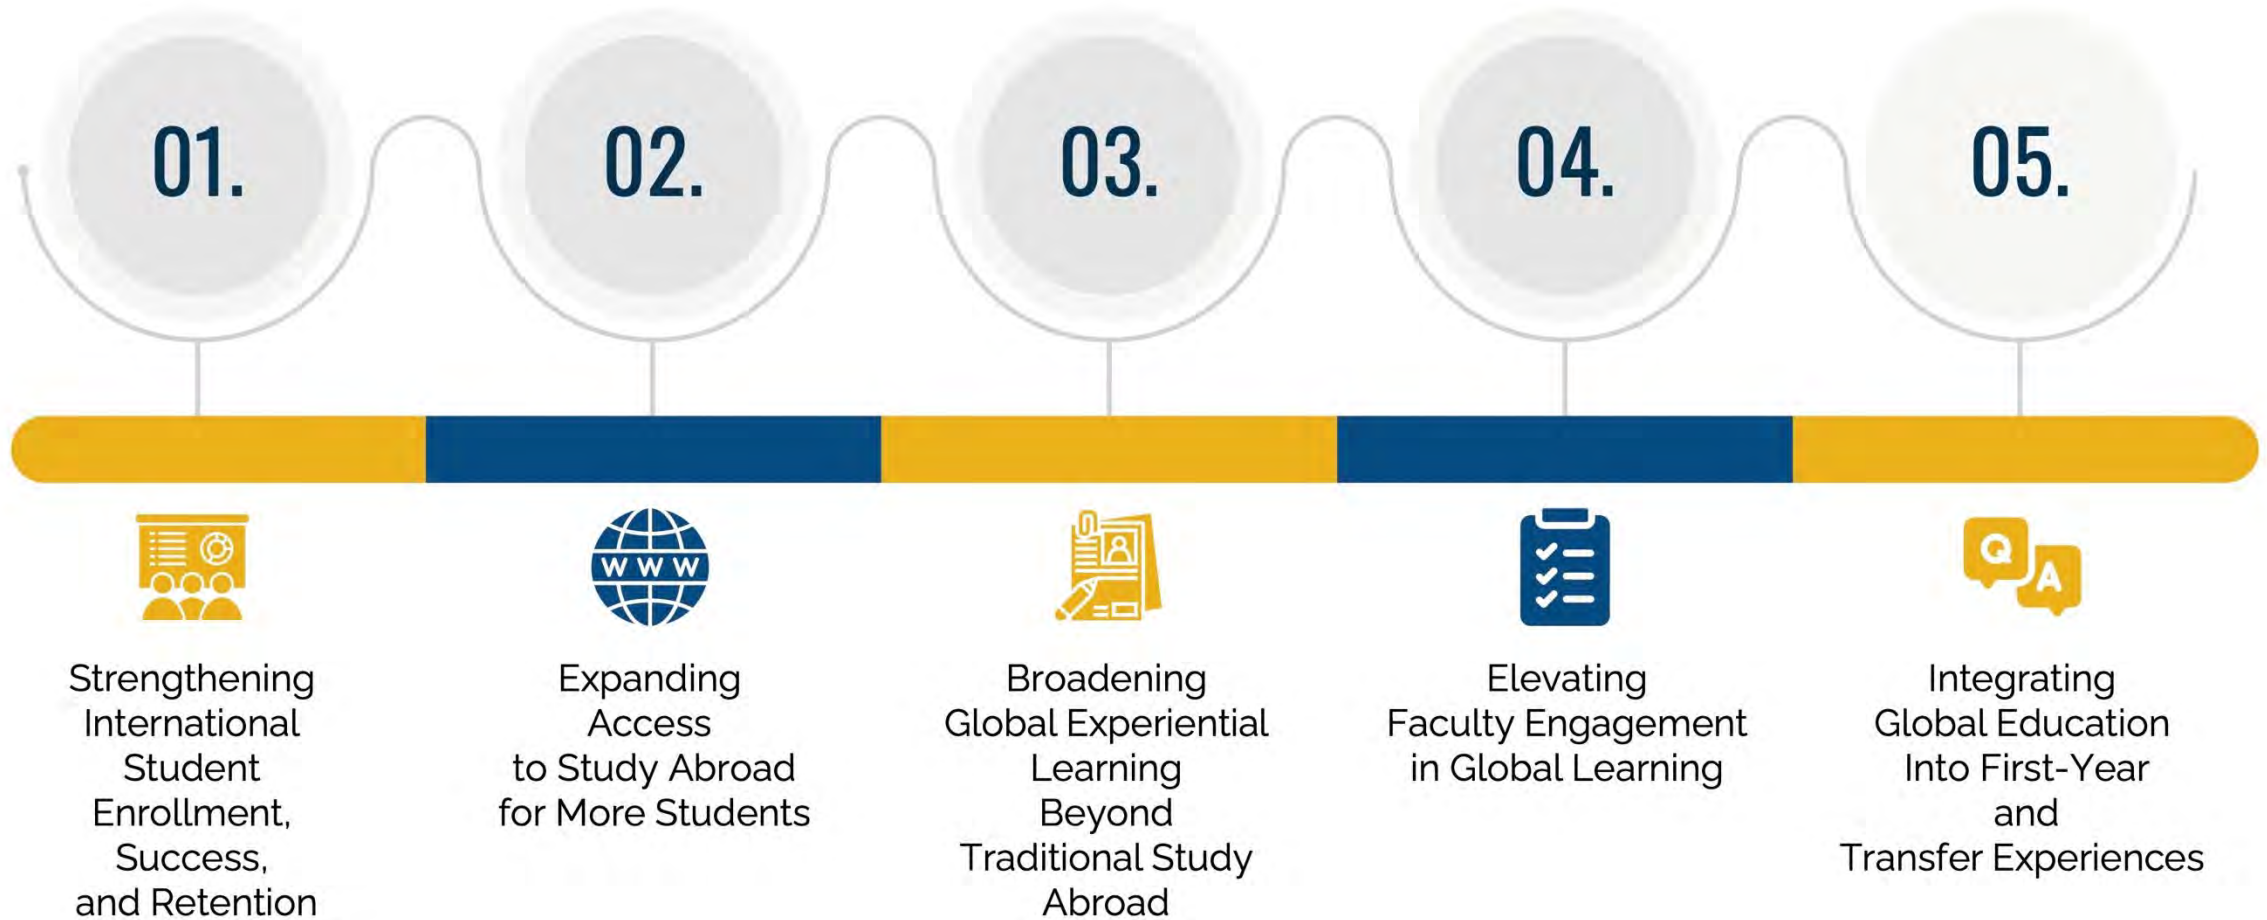 01.
02.
03.
04.
05.
WWW
Q
A
Strengthening
International
Student
Enrollment,
Success,
and Retention
Expanding
Access
to Study Abroad
for More Students
Broadening
Global Experiential
Learning
Beyond
Traditional Study
Abroad
Elevating
Faculty Engagement
in Global Learning
Integrating
Global Education
Into First-Year
and
Transfer Experiences